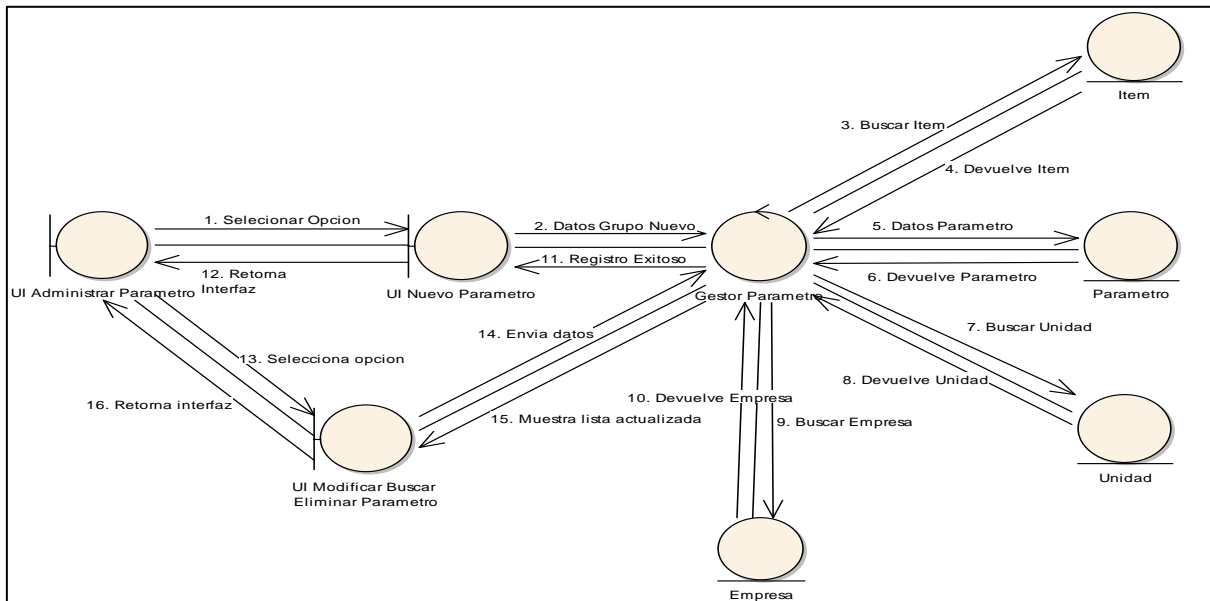 Item
3. Buscar Item
4. Devuelve Item
1. Selecionar Opcion
2. Datos Grupo Nuevo
5. Datos Parametro
12. Retorna
Interfaz
11. Registro Exitoso
6. Devuelve Parametro
UI Administrar Parametro
UI Nuevo Parametro
Gestor Parametro
Parametro
7. Buscar Unidad
14. Envia datos
13. Selecciona opcion
8. Devuelve Unidad
16. Retorna interfaz
10. Devuelve Empresa
15. Muestra lista actualizada
9. Buscar Empresa
UI Modificar Buscar
Eliminar Parametro
Unidad
Empresa